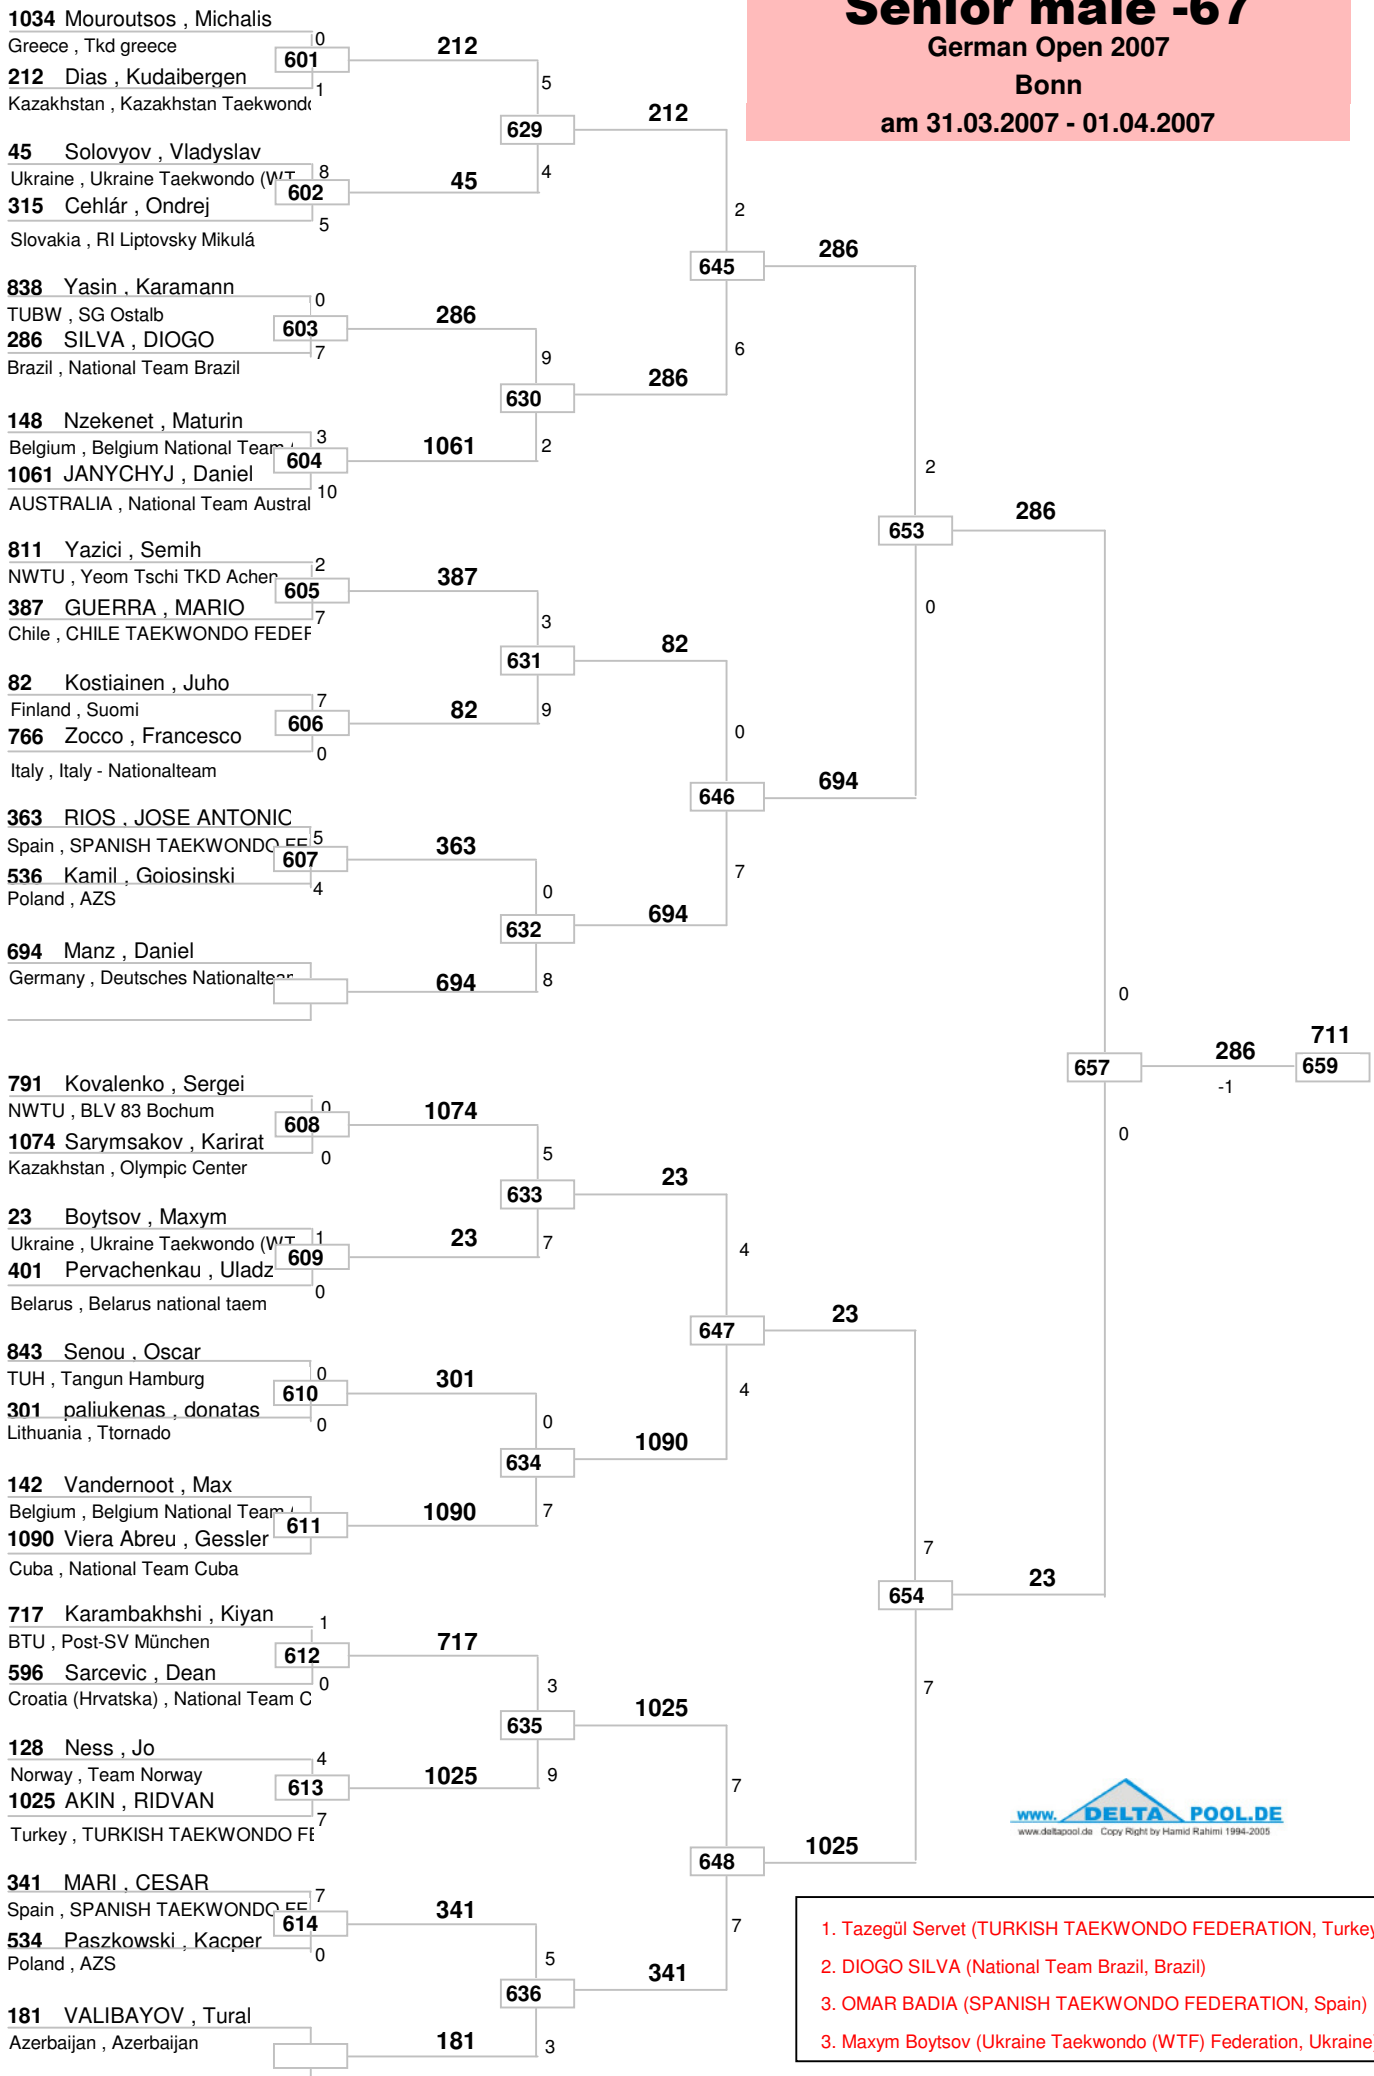 Senior male -67
German Open 2007
Bonn
am 31.03.2007 - 01.04.2007
1034 Mouroutsos , Michalis
0
Greece , Tkd greece
601
212
212 Dias , Kudaibergen
1
Kazakhstan , Kazakhstan Taekwondo
5
629
212
4
45 Solovyov , Vladyslav
8
Ukraine , Ukraine Taekwondo (WT
602
45
315 Cehlár , Ondrej
5
Slovakia , RI Liptovsky Mikulá
2
645
286
6
838 Yasin , Karamann
0
TUBW , SG Ostalb
603
286
286 SILVA , DIOGO
7
Brazil , National Team Brazil
9
630
286
2
148 Nzekenet , Maturin
3
Belgium , Belgium National Team
604
1061
1061 JANYCHYJ , Daniel
10
AUSTRALIA , National Team Austral
2
653
286
0
811 Yazici , Semih
2
NWTU , Yeom Tschi TKD Achen
605
387
387 GUERRA , MARIO
7
Chile , CHILE TAEKWONDO FEDER
3
631
82
9
82 Kostiainen , Juho
7
Finland , Suomi
606
82
766 Zocco , Francesco
0
Italy , Italy - Nationalteam
0
646
694
7
363 RIOS , JOSE ANTONIO
5
Spain , SPANISH TAEKWONDO FE
607
363
536 Kamil , Goiosinski
4
Poland , AZS
0
632
694
8
694 Manz , Daniel
Germany , Deutsches Nationaltear
694
0
657
286
-1
711
659
0
791 Kovalenko , Sergei
0
NWTU , BLV 83 Bochum
608
1074
1074 Sarymsakov , Karirat
0
Kazakhstan , Olympic Center
5
633
23
7
23 Boytsov , Maxym
1
Ukraine , Ukraine Taekwondo (WT
609
23
401 Pervachenkau , Uladz
0
Belarus , Belarus national taem
4
647
23
4
843 Senou , Oscar
0
TUH , Tangun Hamburg
610
301
301 paliukenas , donatas
0
Lithuania , Ttornado
0
634
1090
7
142 Vandernoot , Max
Belgium , Belgium National Team
611
1090
1090 Viera Abreu , Gessler
Cuba , National Team Cuba
7
654
23
7
717 Karambakhshi , Kiyan
1
BTU , Post-SV München
612
717
596 Sarcevic , Dean
0
Croatia (Hrvatska) , National Team C
3
635
1025
9
128 Ness , Jo
4
Norway , Team Norway
613
1025
1025 AKIN , RIDVAN
7
Turkey , TURKISH TAEKWONDO FE
7
648
1025
7
341 MARI , CESAR
7
Spain , SPANISH TAEKWONDO FE
614
341
534 Paszkowski , Kacper
0
Poland , AZS
5
636
341
3
181 VALIBAYOV , Tural
Azerbaijan , Azerbaijan
181
www. DELTA POOL.DE
www.deltapool.de Copy Right by Hamid Rahimi 1994-2005
1. Tazegül Servet (TURKISH TAEKWONDO FEDERATION, Turkey
2. DIOGO SILVA (National Team Brazil, Brazil)
3. OMAR BADIA (SPANISH TAEKWONDO FEDERATION, Spain)
3. Maxym Boytsov (Ukraine Taekwondo (WTF) Federation, Ukraine)